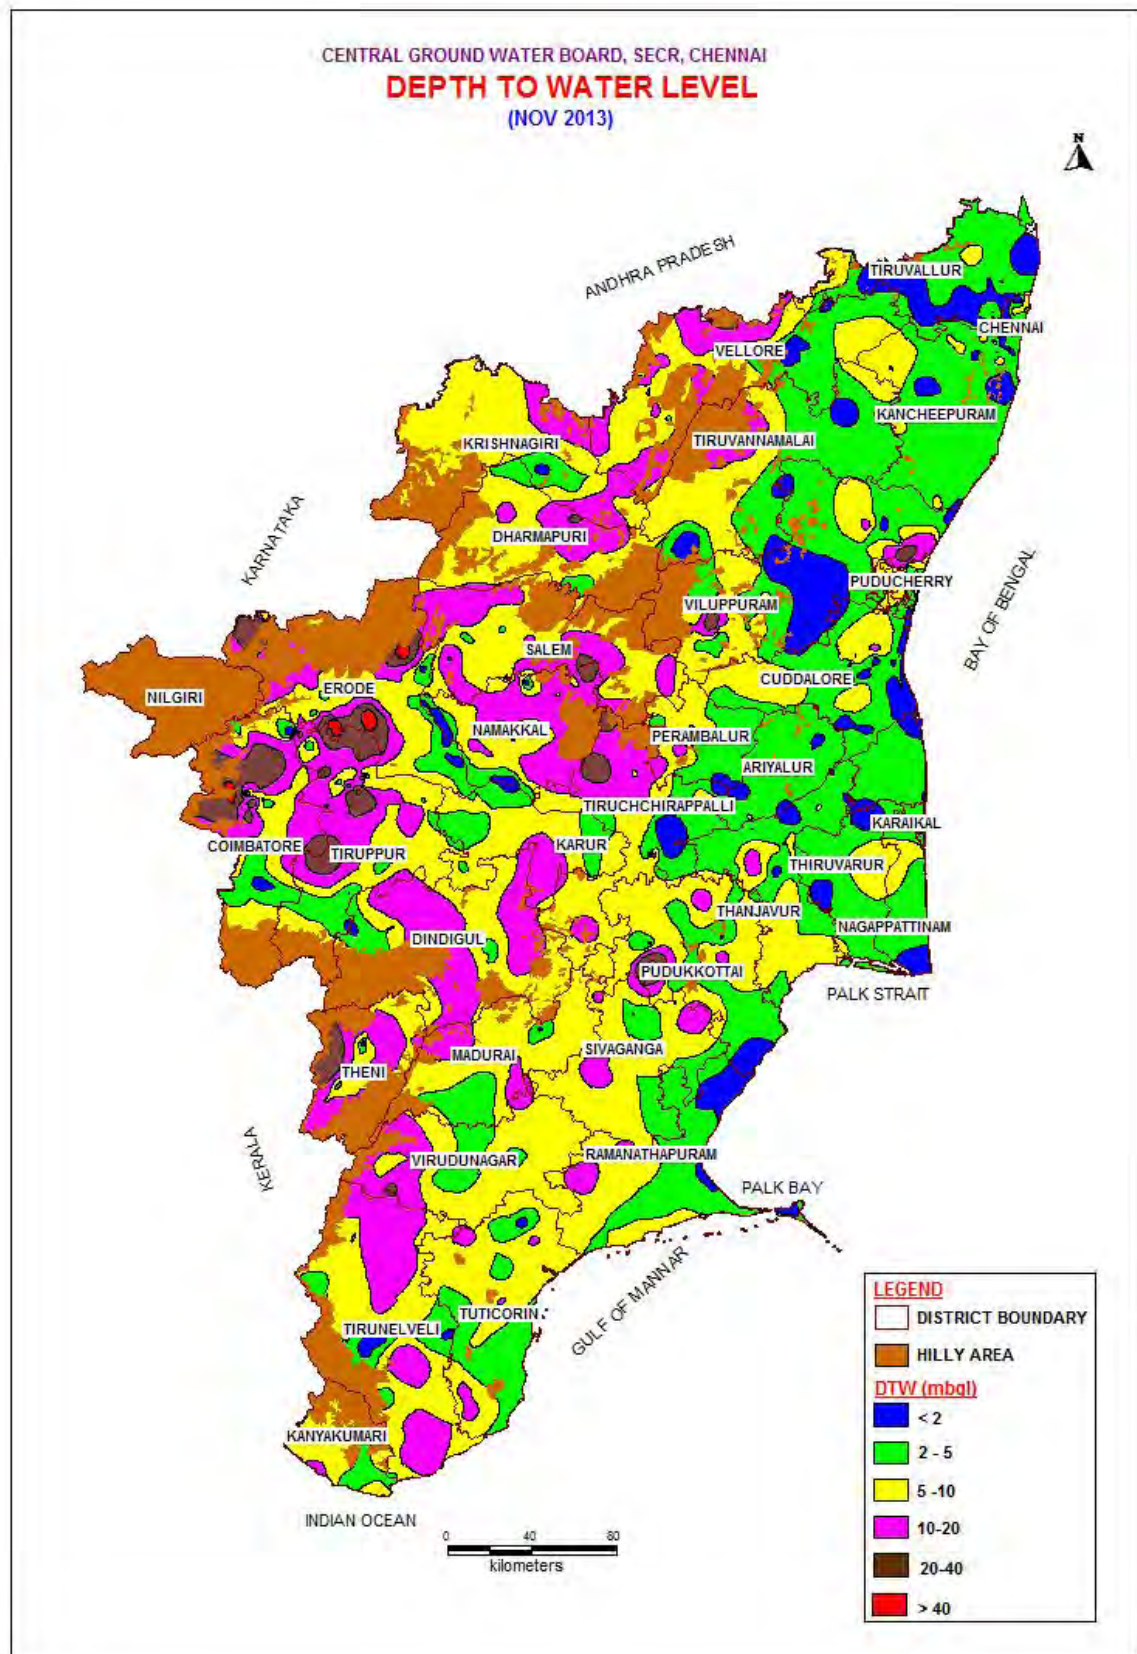 CENTRAL GROUND WATER BOARD, SECR, CHENNAI
DEPTH TO WATER LEVEL
(NOV 2013)
N
ANDHRA PRADESH
TIRUVALLUR
CHENNAI
VELLORE
KANCHEEPURAM
KRISHNAGIRI
TIRUVANNAMALAI
KARNATAKA
DHARMAPURI
PUDUCHERRY
BAY OF BENGAL
VILUPPURAM
SALEM
CUDDALORE
NILGIRI
ERODE
NAMAKKAL
PERAMBALUR
ARIYALUR
TIRUCHCHIRAPPALLI
KARAIKAL
COIMBATORE
TIRUPPUR
KARUR
THIRUVARUR
THANJAVUR
NAGAPPATTINAM
DINDIGUL
PUDUKKOTTAI
PALK STRAIT
SIVAGANGA
MADURAI
THENI
KERALA
VIRUDUNAGAR
RAMANATHAPURAM
PALK BAY
GULF OF MANNAR
TUTICORIN
TIRUNELVELI
KANYAKUMARI
INDIAN OCEAN
0 40 80
kilometers
LEGEND
DISTRICT BOUNDARY
HILLY AREA
DTW (mbgl)
< 2
2 - 5
5 -10
10-20
20-40
> 40